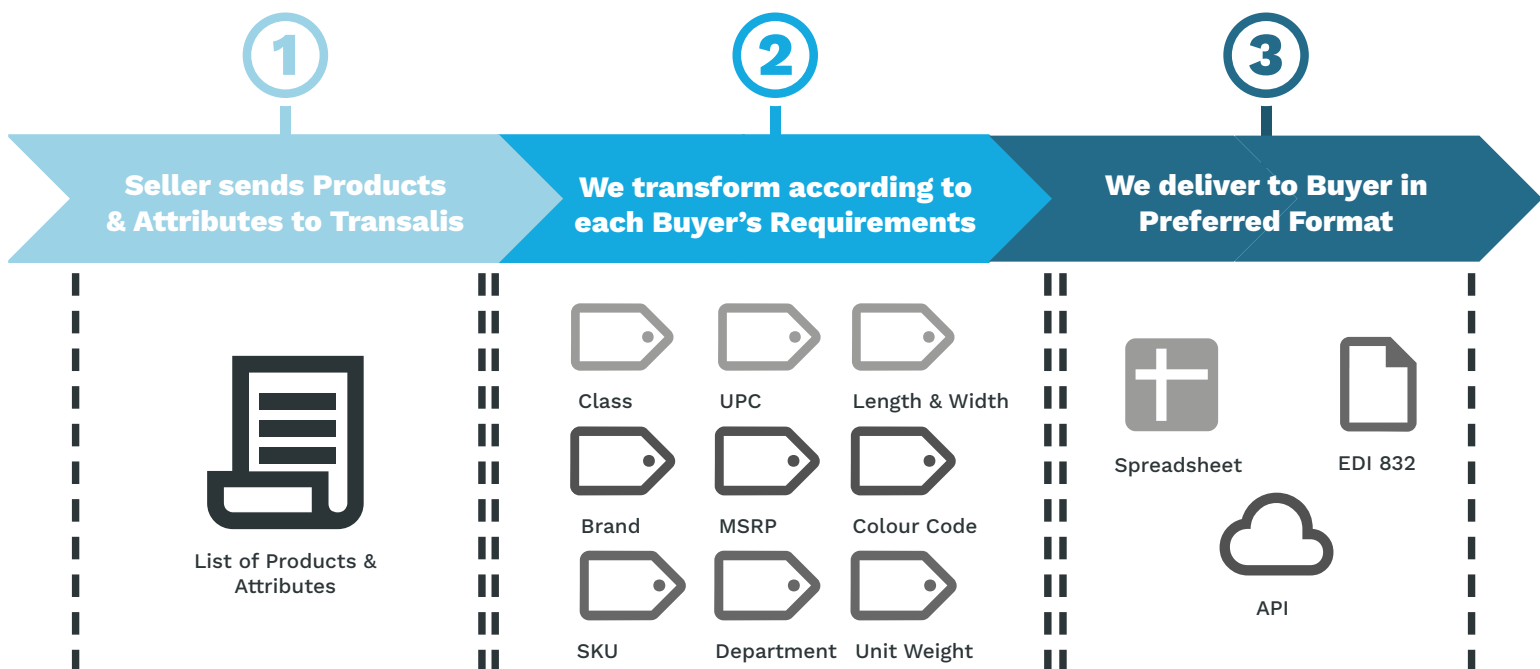 1
2
3
Seller sends Products
& Attributes to Transalis
We transform according to
each Buyer’s Requirements
We deliver to Buyer in
Preferred Format
List of Products &
Attributes
Class
UPC
Length & Width
Brand
MSRP
Colour Code
SKU
Department
Unit Weight
Spreadsheet
EDI 832
API